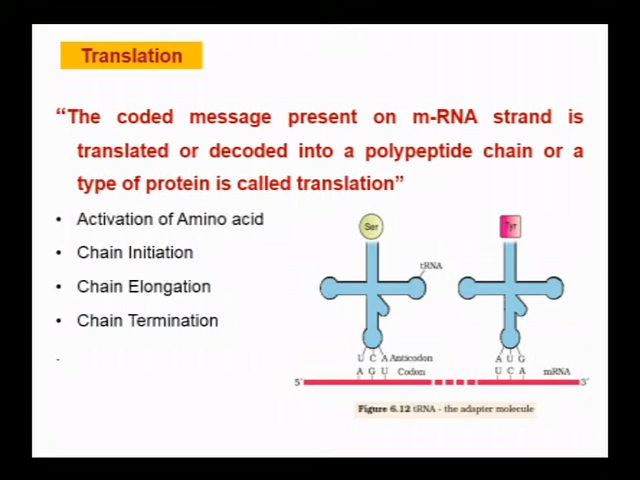 Translation
“The coded message present on m-RNA strand is
translated or decoded into a polypeptide chain or a
type of protein is called translation”
• Activation of Amino acid
• Chain Initiation
• Chain Elongation
• Chain Termination
.
Ser
Tyr
tRNA
U C A Anticodon
A U G
A G U Codon
U C A mRNA
5' 3'
Figure 6.12 tRNA - the adapter molecule